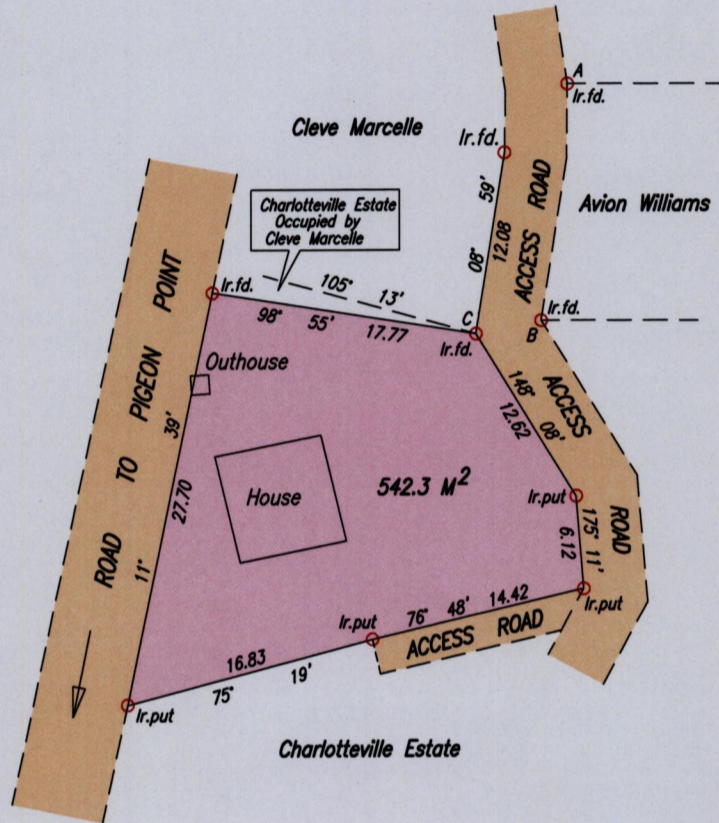 A
Ir.fd.
Cleve Marcelle
Ir.fd.
Avion Williams
ACCESS ROAD
08° 59'
12.08
Charlotteville Estate
Occupied by
Cleve Marcelle
105° 13'
Ir.fd.
98° 55' 17.77
C
Ir.fd.
Ir.fd.
B
ROAD TO PIGEON POINT
Outhouse
11° 39'
27.70
House
542.3 M²
148° 08'
12.62
ACCESS ROAD
Ir.put
175° 11'
6.12
Ir.put
76° 48' 14.42
ACCESS ROAD
Ir.put
16.83
75° 19'
Ir.put
Charlotteville Estate